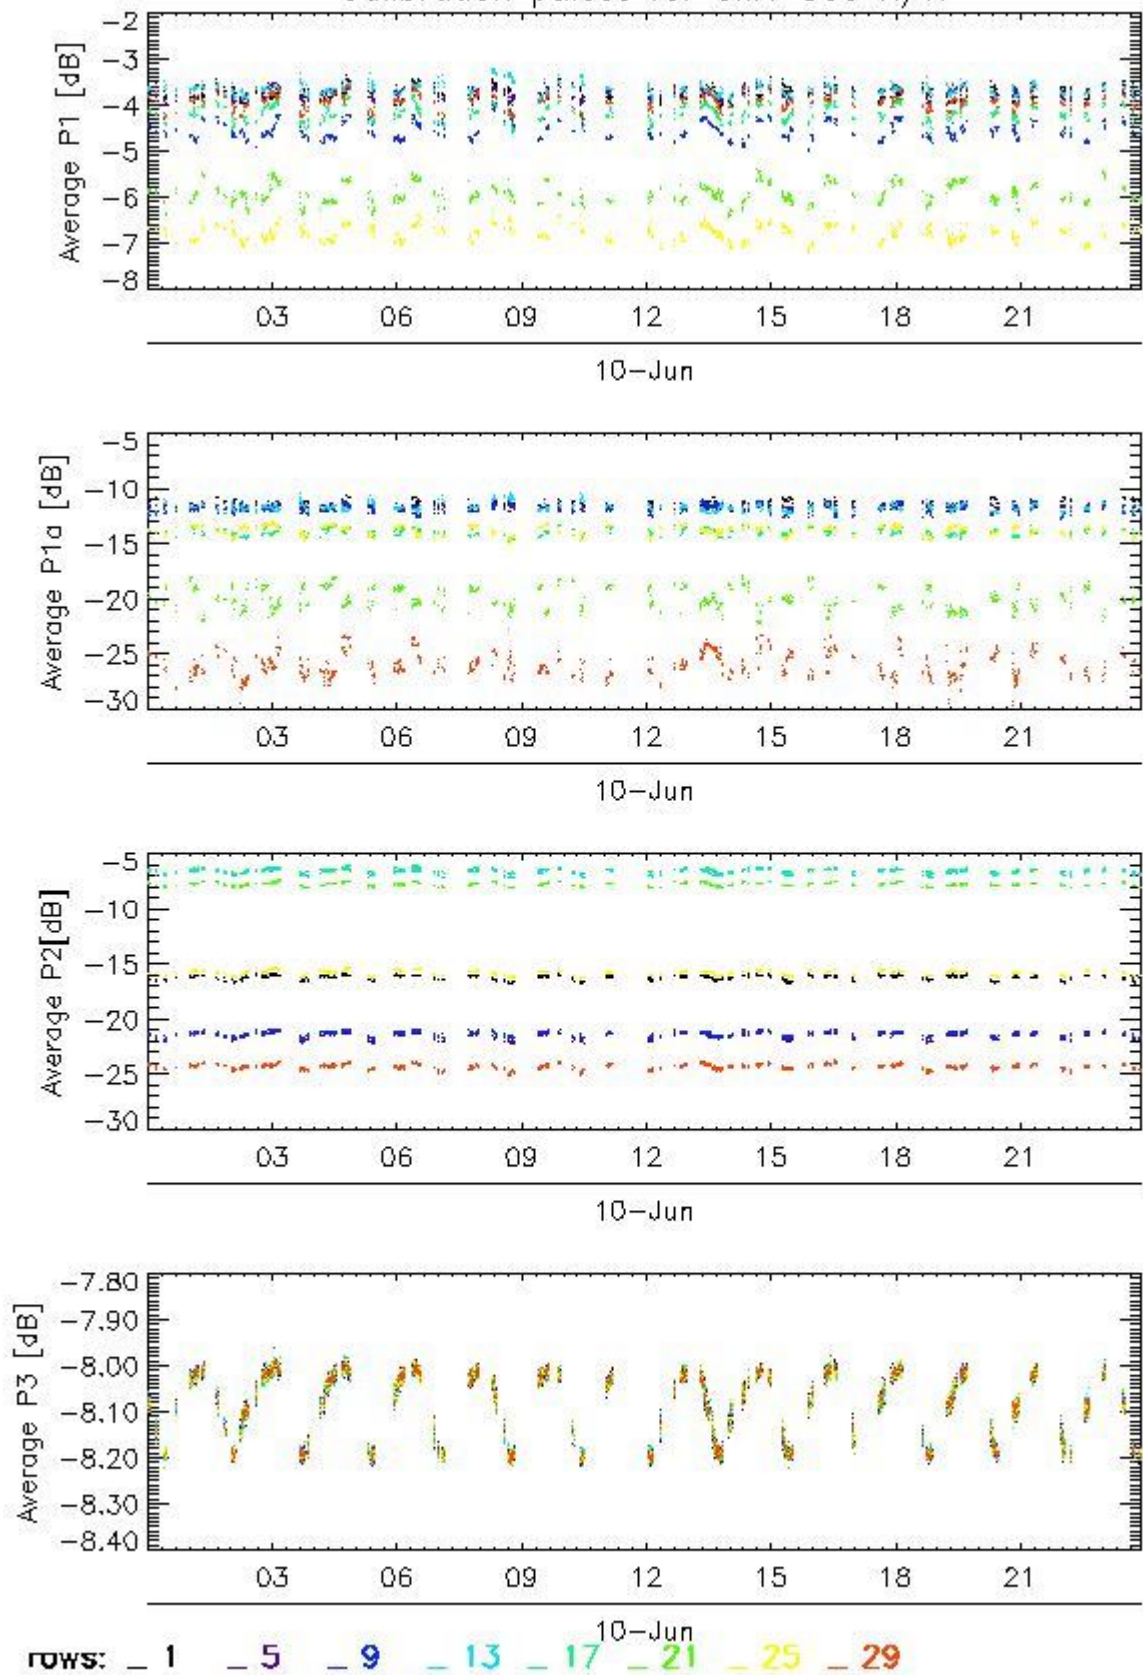 Average P1 [dB]
-2
-3
-4
-5
-6
-7
-8
03 06 09 12 15 18 21
10-Jun
Average P1a [dB]
-5
-10
-15
-20
-25
-30
03 06 09 12 15 18 21
10-Jun
Average P2[dB]
-5
-10
-15
-20
-25
-30
03 06 09 12 15 18 21
10-Jun
Average P3 [dB]
-7.80
-7.90
-8.00
-8.10
-8.20
-8.30
-8.40
03 06 09 12 15 18 21
10-Jun
rows: _ 1 _ 5 _ 9 _ 13 _ 17 _ 21 _ 25 _ 29